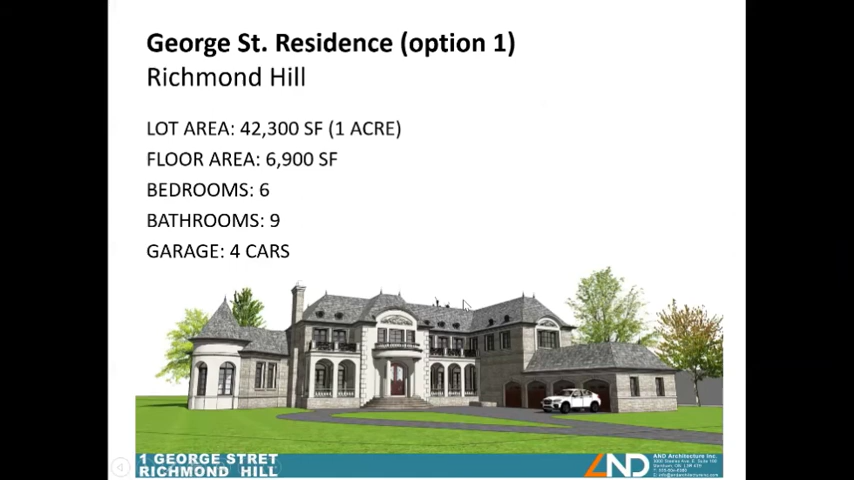 George St. Residence (option 1)
Richmond Hill
LOT AREA: 42,300 SF (1 ACRE)
FLOOR AREA: 6,900 SF
BEDROOMS: 6
BATHROOMS: 9
GARAGE: 4 CARS
1 GEORGE STRET
RICHMOND HILL
AND
AND Architecture Inc.